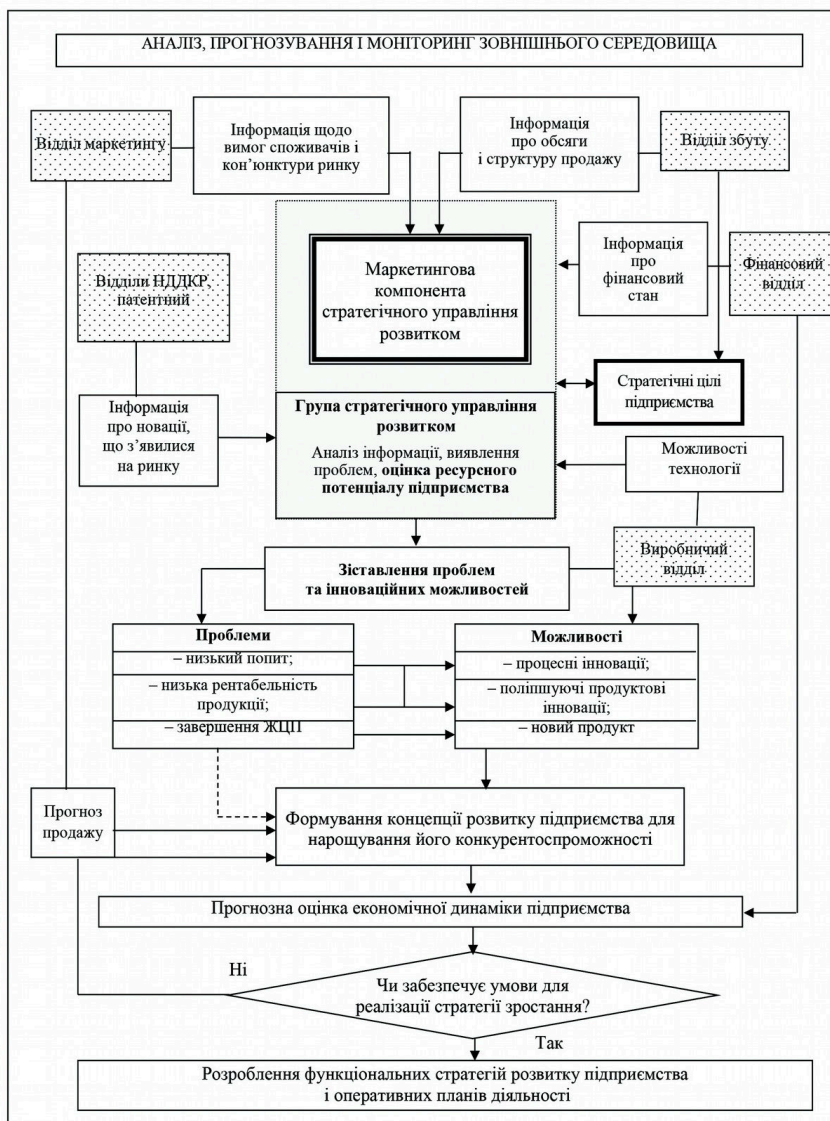 АНАЛІЗ, ПРОГНОЗУВАННЯ І МОНІТОРИНГ ЗОВНІШНЬОГО СЕРЕДОВИЩА
Відділ маркетингу
Інформація щодо
вимог споживачів і
кон’юнктури ринку
Інформація
про обсяги
і структуру продажу
Відділ збуту
Відділи НДДКР,
патентний
Маркетингова
компонента
стратегічного управління
розвитком
Інформація
про
фінансовий
стан
Фінансовий
відділ
Стратегічні цілі
підприємства
Інформація
про новації,
що з’явилися
на ринку
Група стратегічного управління
розвитком
Аналіз інформації, виявлення
проблем, оцінка ресурсного
потенціалу підприємства
Можливості
технології
Виробничий
відділ
Зіставлення проблем
та інноваційних можливостей
Проблеми
– низький попит;
– низька рентабельність
продукції;
– завершення ЖЦП
Можливості
– процесні інновації;
– поліпшуючі продуктові
інновації;
– новий продукт
Прогноз
продажу
Формування концепції розвитку підприємства для
нарощування його конкурентоспроможності
Прогнозна оцінка економічної динаміки підприємства
Ні
Чи забезпечує умови для
реалізації стратегії зростання?
Так
Розроблення функціональних стратегій розвитку підприємства
і оперативних планів діяльності